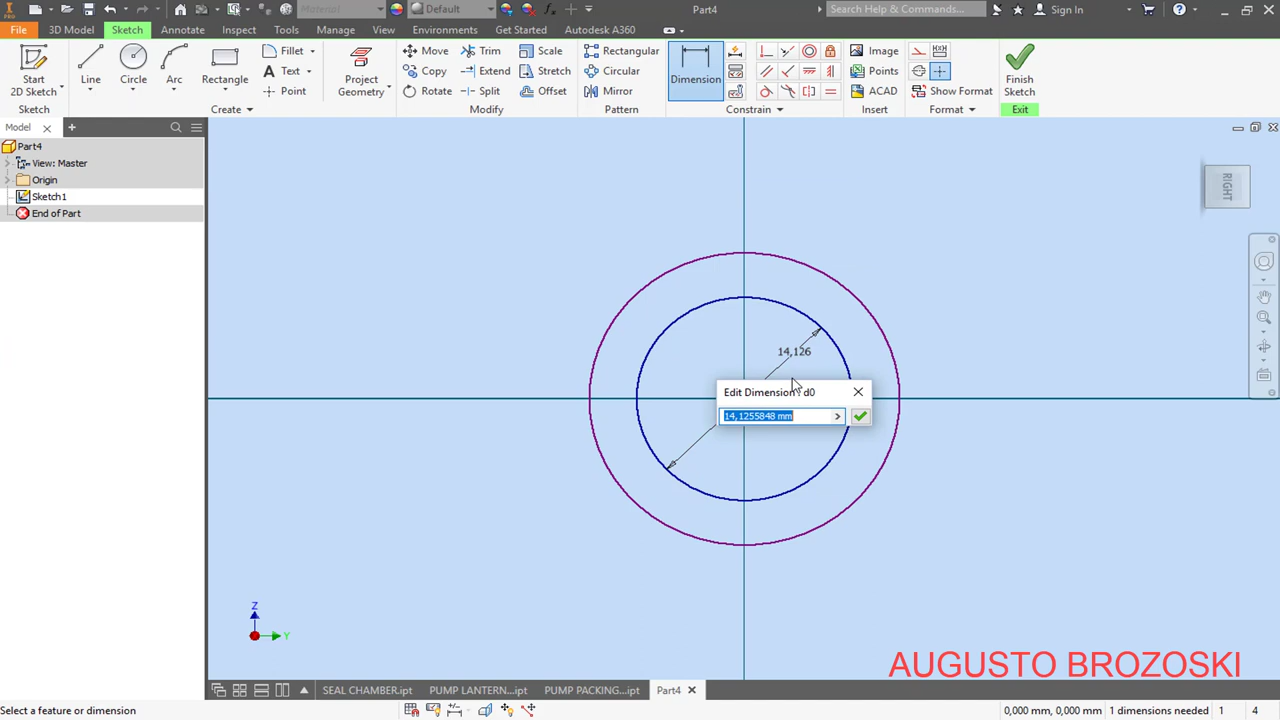 Material
Default
Part4
Search Help & Commands...
Sign In
File
3D Model
Sketch
Annotate
Inspect
Tools
Manage
View
Environments
Get Started
Autodesk A360
Start
2D Sketch
Line
Circle
Arc
Rectangle
Fillet
Text
Point
Project
Geometry
Move
Copy
Rotate
Trim
Extend
Split
Scale
Stretch
Offset
Rectangular
Circular
Mirror
Dimension
Image
Points
ACAD
Show Format
Finish
Sketch
Sketch
Create
Modify
Pattern
Constrain
Insert
Format
Exit
Model
Part4
View: Master
Origin
Sketch1
End of Part
RIGHT
14,126
Edit Dimension : d0
14,1255848 mm
Z
Y
AUGUSTO BROZOSKI
SEAL CHAMBER.ipt
PUMP LANTERN...ipt
PUMP PACKING...ipt
Part4
Select a feature or dimension
0,000 mm, 0,000 mm
1 dimensions needed
1
4